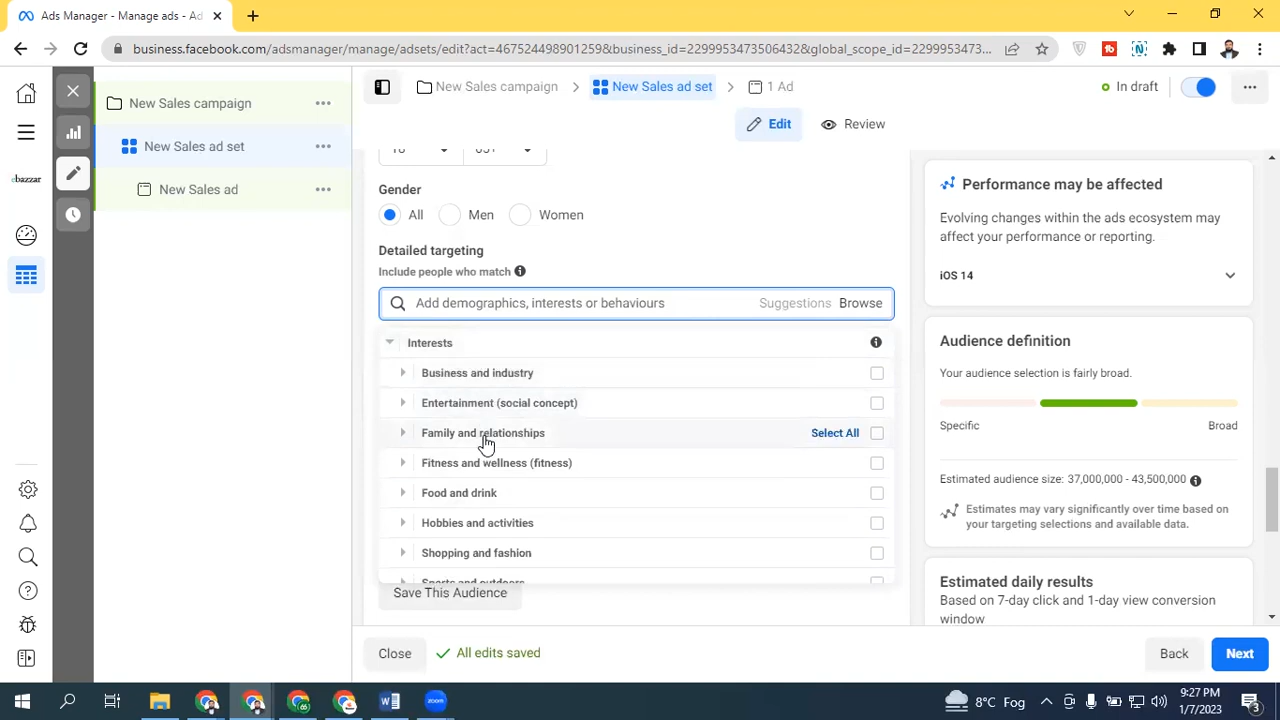 Ads Manager - Manage ads - Ad
business.facebook.com/adsmanager/manage/adsets/edit?act=467524498901259&business_id=2299953473506432&global_scope_id=2299953473...
New Sales campaign
New Sales ad set
New Sales ad
ebazzar
New Sales campaign > New Sales ad set > 1 Ad
In draft
Edit
Review
18
65+
Gender
All
Men
Women
Detailed targeting
Include people who match
Add demographics, interests or behaviours
Suggestions
Browse
Interests
Business and industry
Entertainment (social concept)
Family and relationships
Select All
Fitness and wellness (fitness)
Food and drink
Hobbies and activities
Shopping and fashion
Sports and outdoors
Save This Audience
Performance may be affected
Evolving changes within the ads ecosystem may
affect your performance or reporting.
iOS 14
Audience definition
Your audience selection is fairly broad.
Specific
Broad
Estimated audience size: 37,000,000 - 43,500,000
Estimates may vary significantly over time based on
your targeting selections and available data.
Estimated daily results
Based on 7-day click and 1-day view conversion
window
Close
All edits saved
Back
Next
8°C Fog
9:27 PM
1/7/2023
3